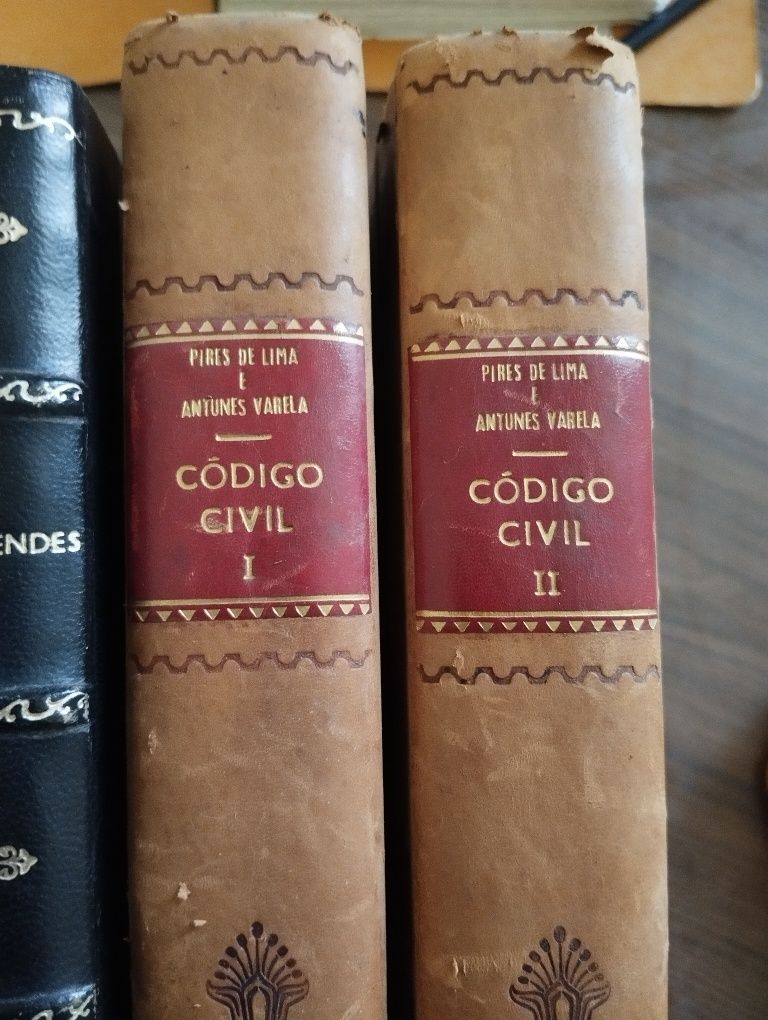 PIRES DE LIMA
E
ANTUNES VARELA
CÓDIGO
CIVIL
I
PIRES DE LIMA
E
ANTUNES VARELA
CÓDIGO
CIVIL
II
ENDES